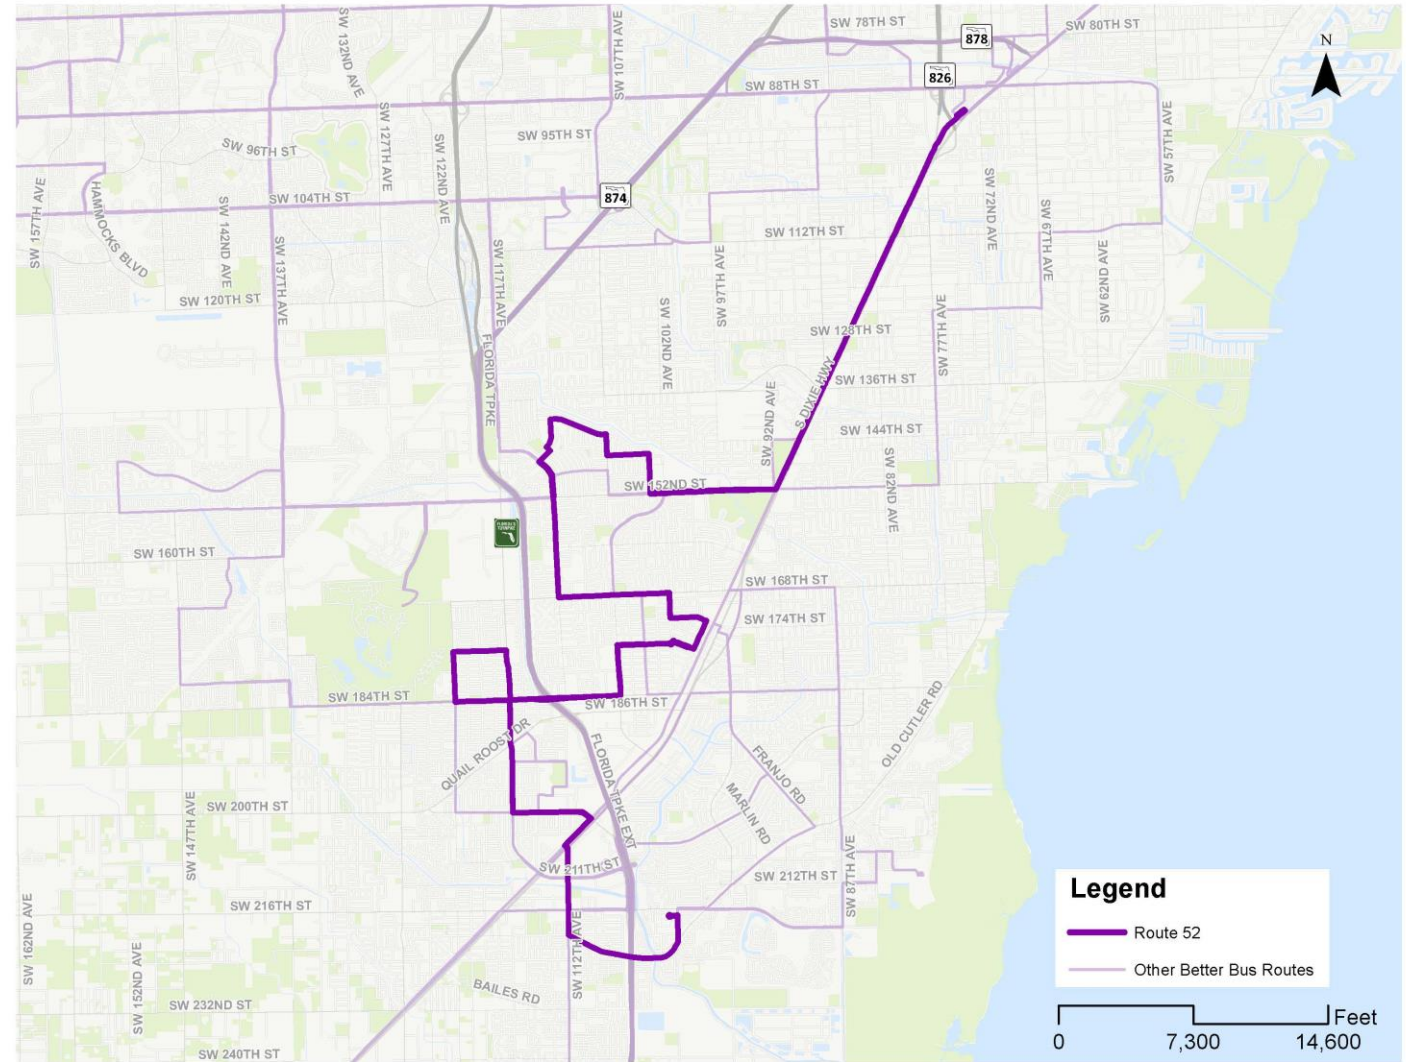 SW 78TH ST
SW 80TH ST
878
826
N
SW 132ND AVE
SW 107TH AVE
SW 88TH ST
SW 127TH AVE
SW 122ND AVE
SW 95TH ST
SW 96TH ST
SW 57TH AVE
SW 157TH AVE
HAMMOCKS BLVD
SW 142ND AVE
SW 104TH ST
874
SW 72ND AVE
SW 67TH AVE
SW 112TH ST
SW 137TH AVE
SW 117TH AVE
SW 97TH AVE
SW 62ND AVE
SW 120TH ST
SW 102ND AVE
SW 77TH AVE
SW 128TH ST
FLORIDA TPKE
S DIXIE HWY
SW 136TH ST
SW 92ND AVE
SW 144TH ST
SW 82ND AVE
SW 152ND ST
SW 160TH ST
SW 168TH ST
SW 174TH ST
SW 184TH ST
SW 186TH ST
OLD CUTLER RD
QUAIL ROOST DR
FLORIDA TPKE EXT
FRANJO RD
MARLIN RD
SW 200TH ST
SW 147TH AVE
SW 211TH ST
SW 212TH ST
SW 87TH AVE
SW 216TH ST
SW 162ND AVE
SW 152ND AVE
SW 112TH AVE
BAILES RD
SW 232ND ST
SW 240TH ST
Legend
Route 52
Other Better Bus Routes
Feet
0 7,300 14,600